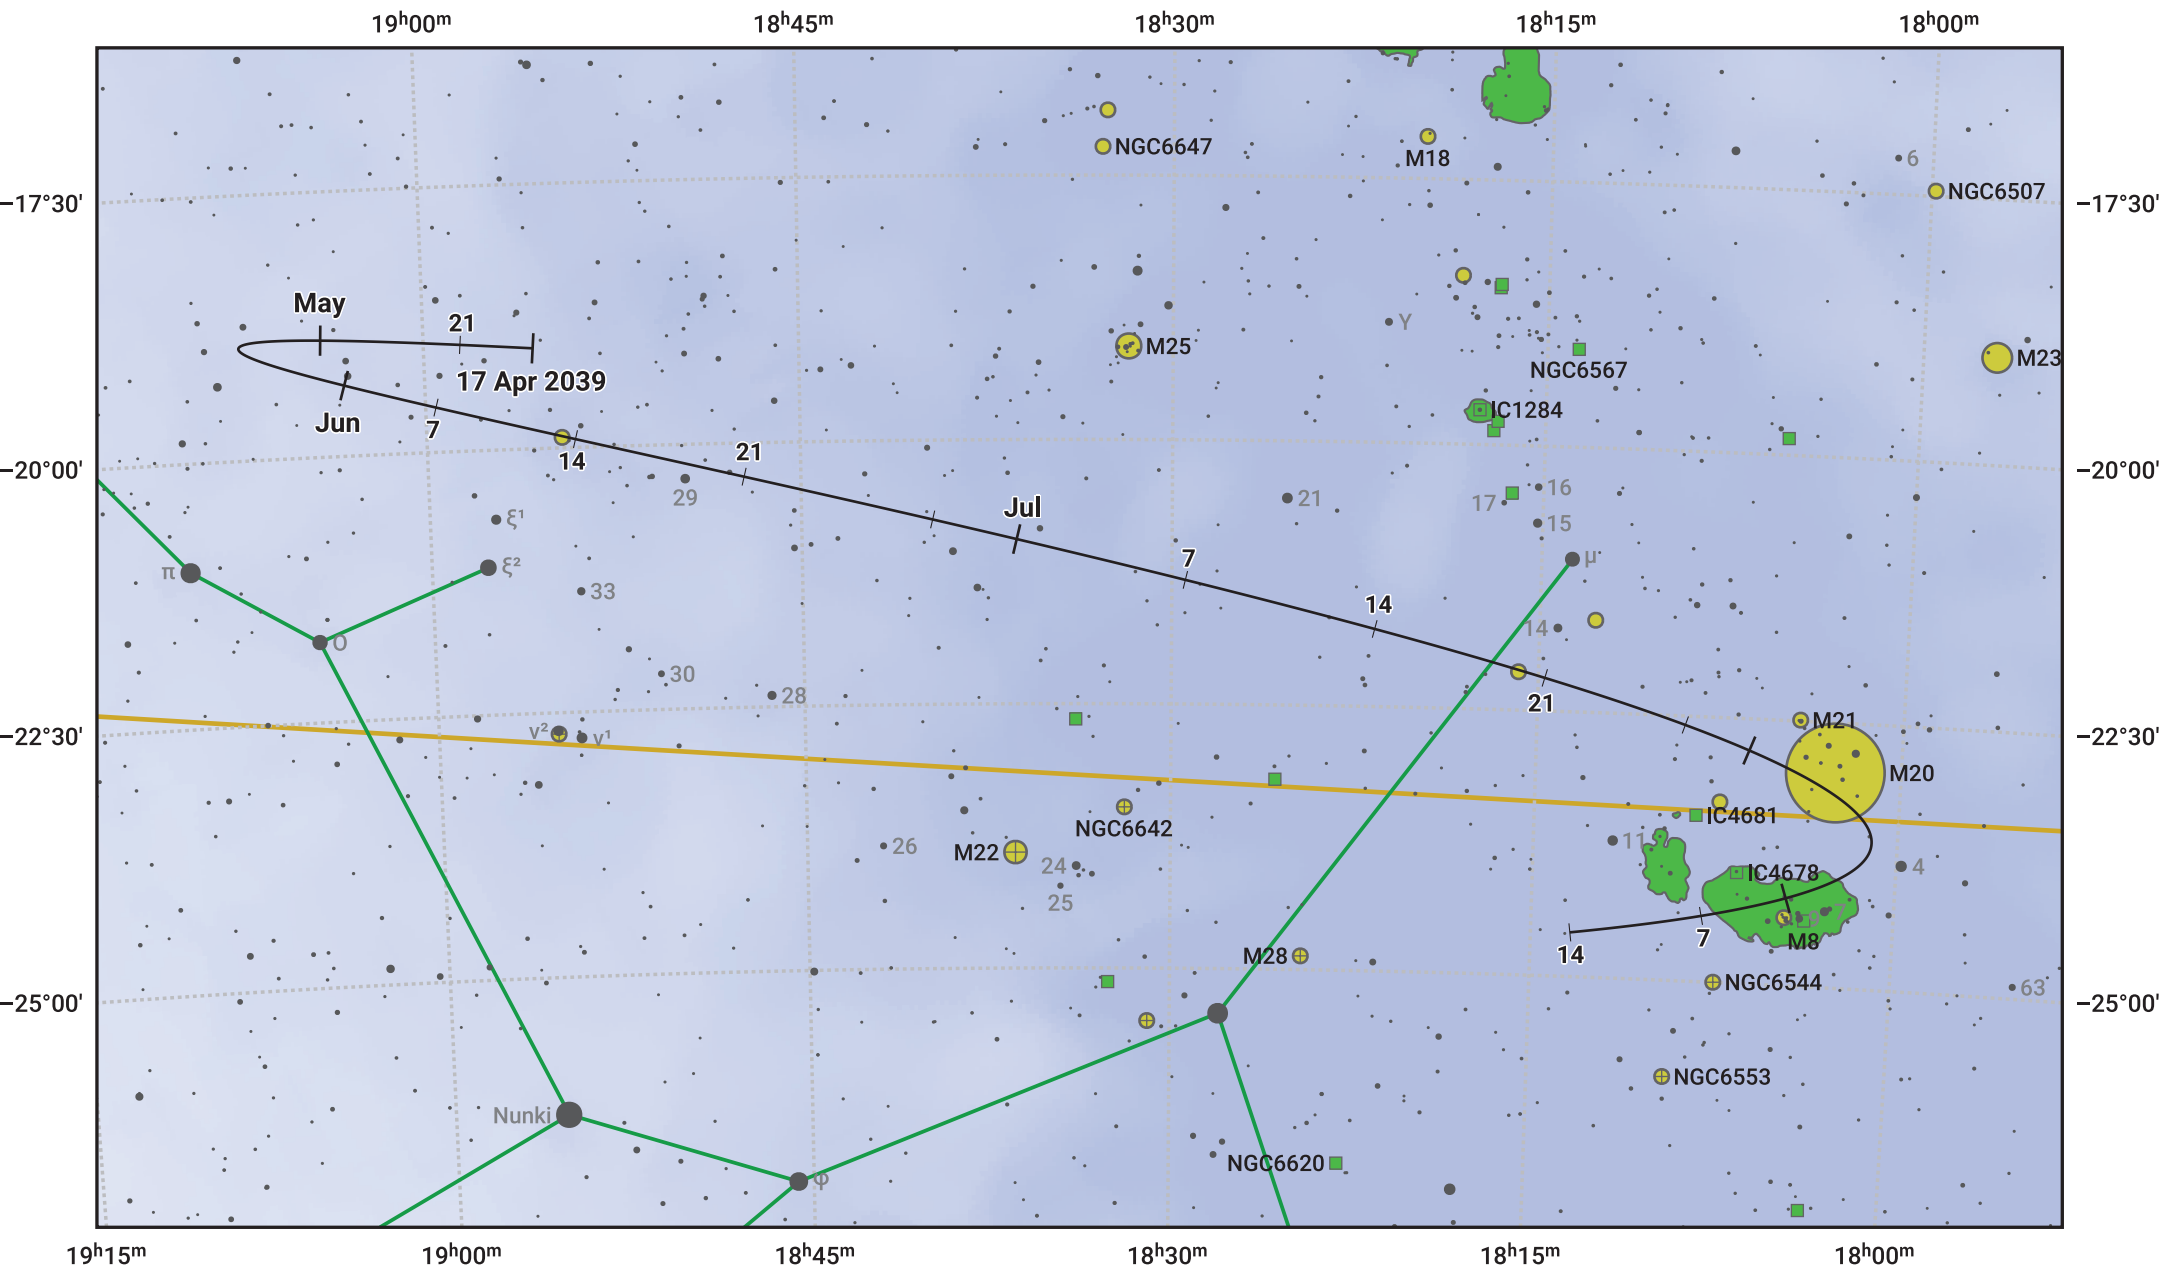 19ʰ00ᵐ 18ʰ45ᵐ 18ʰ30ᵐ 18ʰ15ᵐ 18ʰ00ᵐ
NGC6647
M18
6
NGC6507
−17°30' −17°30'
May
21
17 Apr 2039
Jun
7
14
21
M25
Y
NGC6567
M23
IC1284
−20°00' −20°00'
29
21
17
16
15
ξ¹
ξ²
π
ο
33
30
28
Jul
7
14
μ
14
21
M21
M20
−22°30' −22°30'
ν²
ν¹
NGC6642
M22
26
24
25
IC4681
11
IC4678
4
9
7
M8
7
14
M28
NGC6544
63
−25°00' −25°00'
NGC6553
Nunki
φ
NGC6620
19ʰ15ᵐ 19ʰ00ᵐ 18ʰ45ᵐ 18ʰ30ᵐ 18ʰ15ᵐ 18ʰ00ᵐ